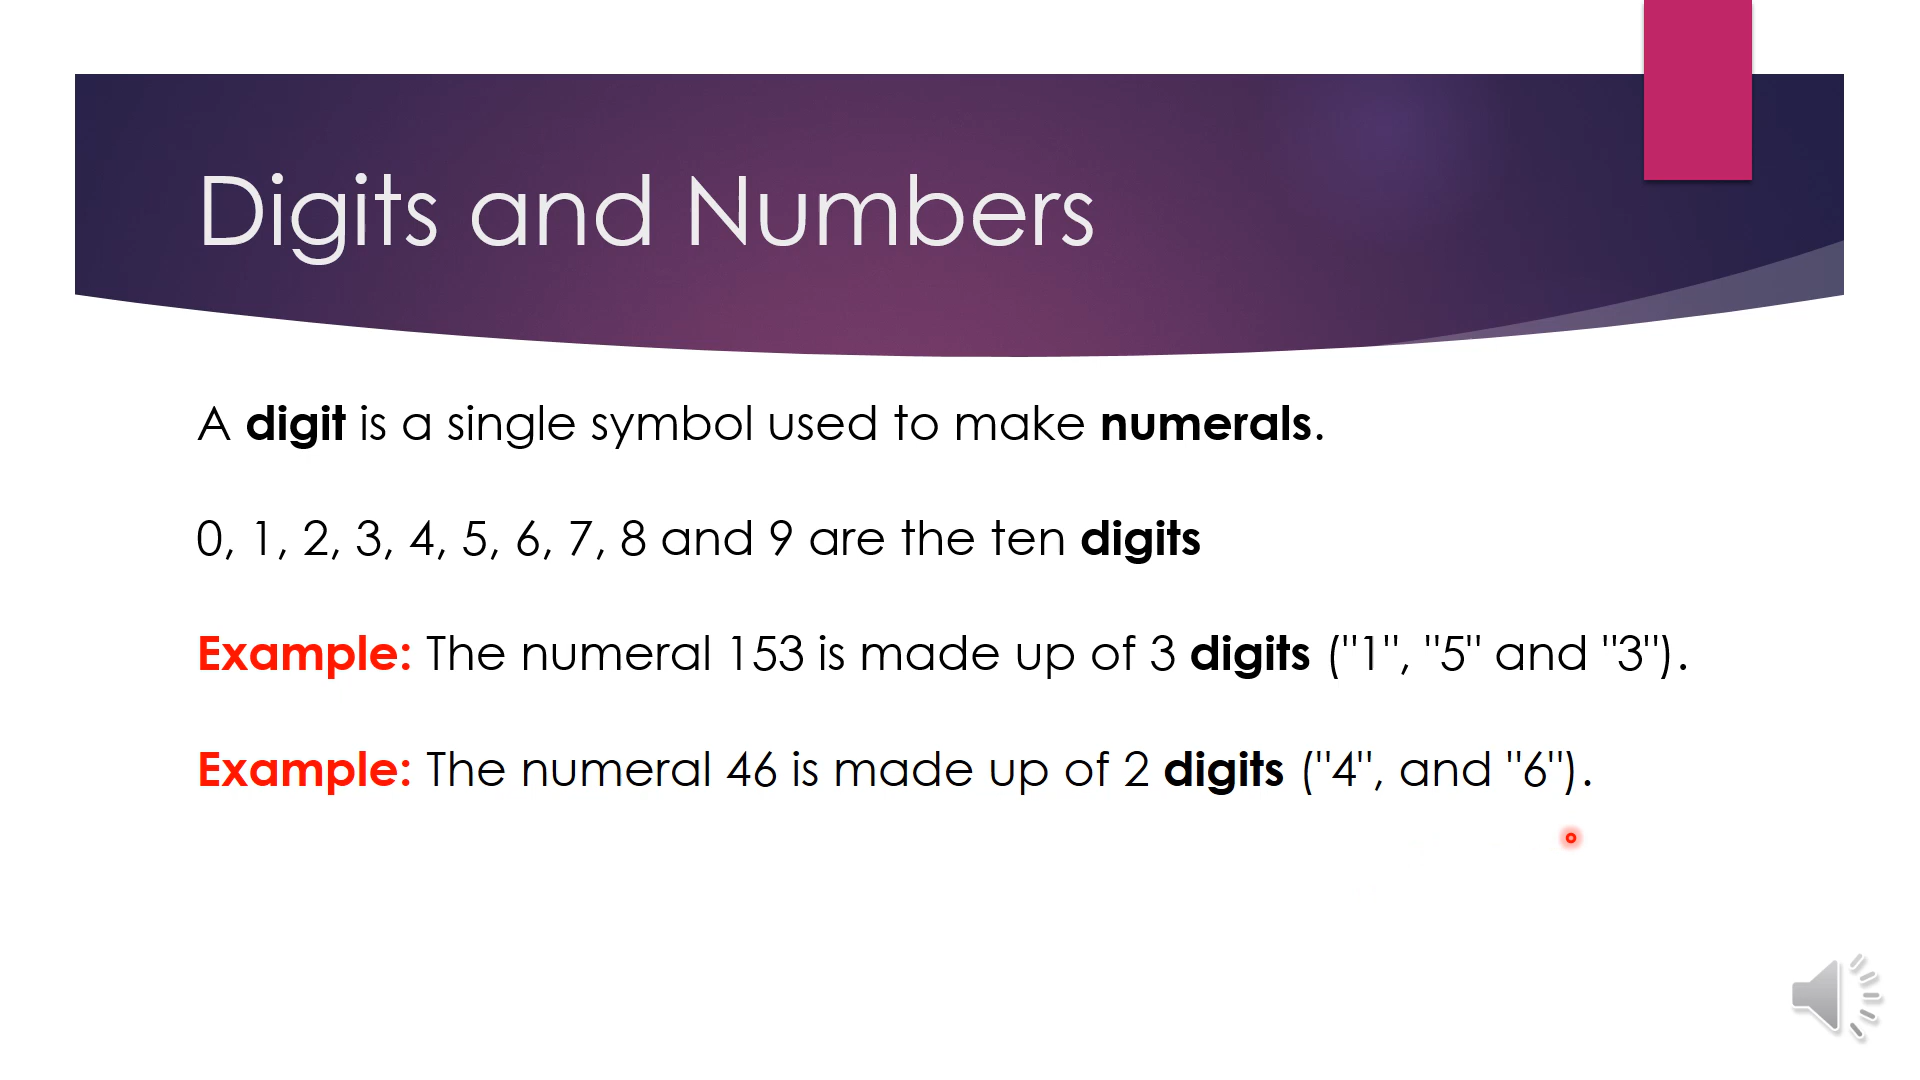 Digits and Numbers
A digit is a single symbol used to make numerals.
0, 1, 2, 3, 4, 5, 6, 7, 8 and 9 are the ten digits
Example: The numeral 153 is made up of 3 digits ("1", "5" and "3").
Example: The numeral 46 is made up of 2 digits ("4", and "6").